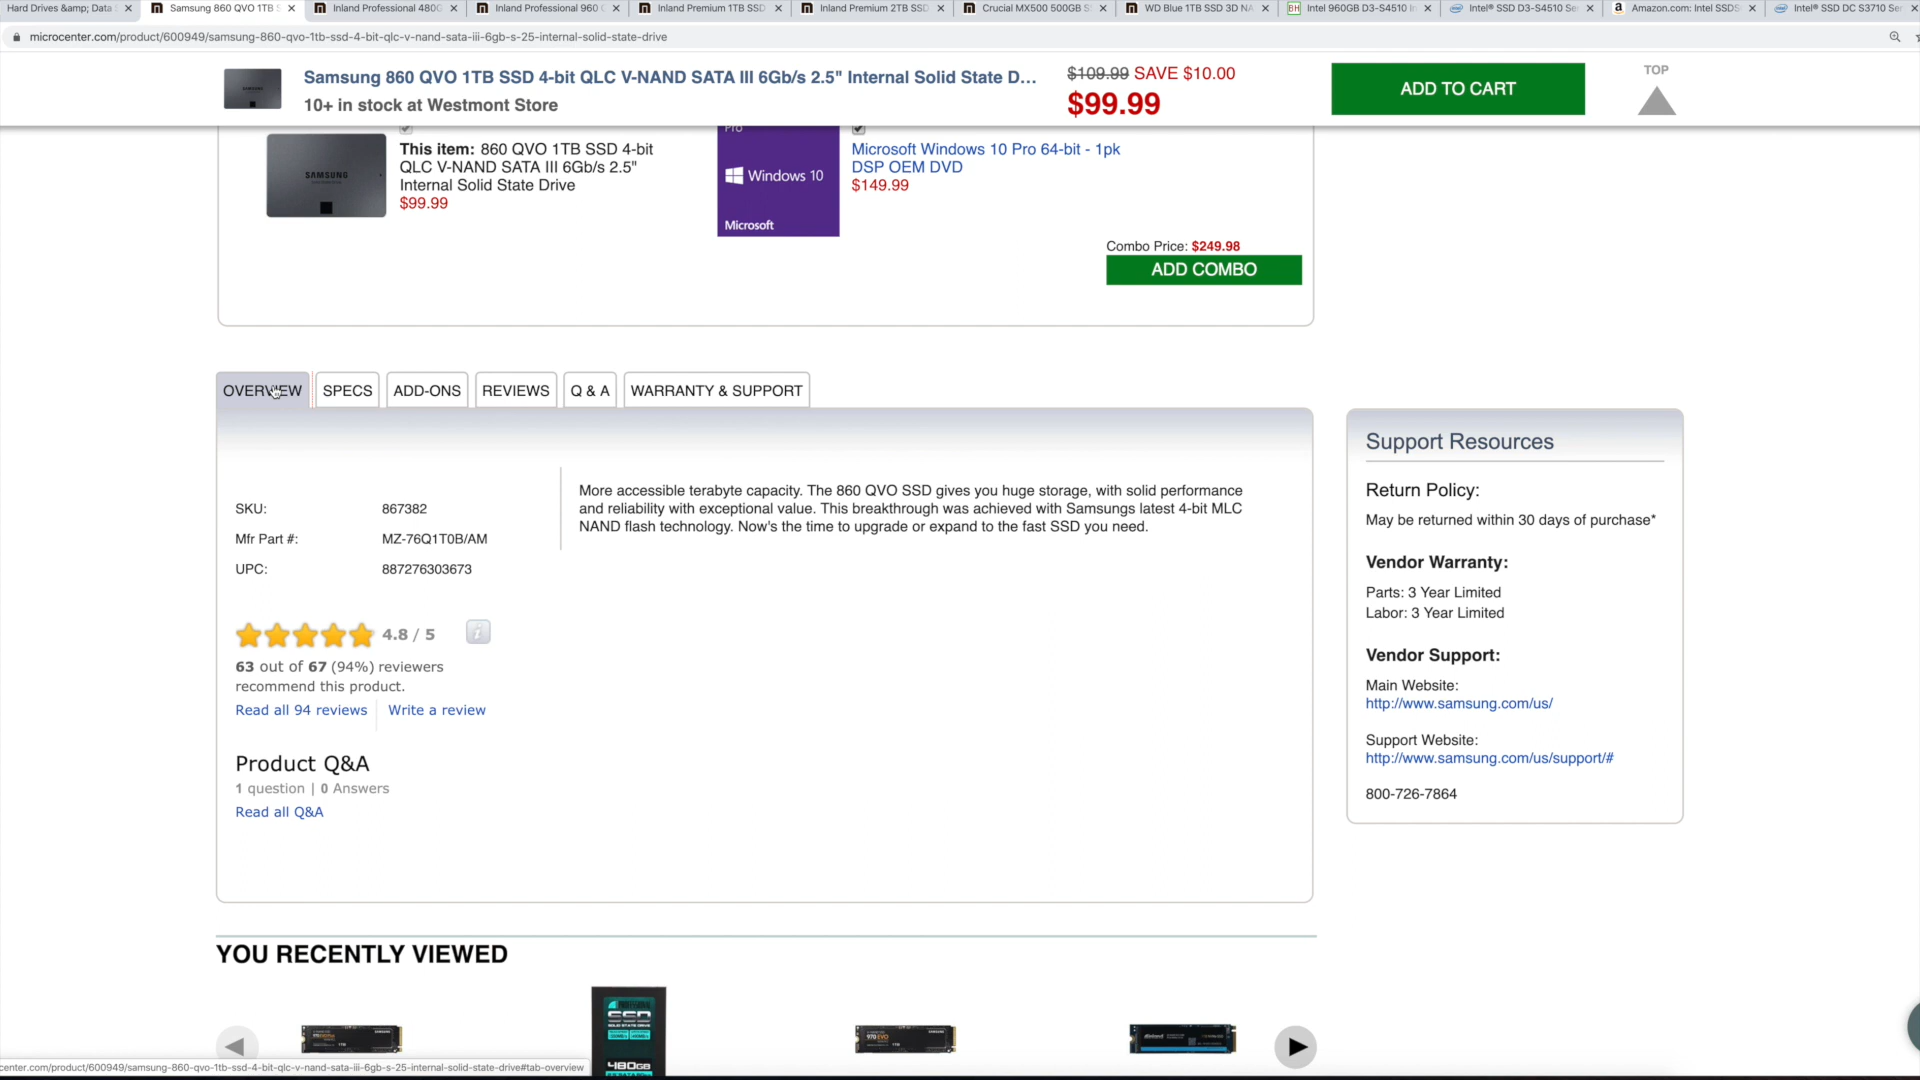 Hard Drives &amp; Data
Samsung 860 QVO 1TB S
Inland Professional 480G
Inland Professional 960 G
Inland Premium 1TB SSD
Inland Premium 2TB SSD
Crucial MX500 500GB S
WD Blue 1TB SSD 3D NA
BH Intel 960GB D3-S4510 In
Intel® SSD D3-S4510 Se
a Amazon.com: Intel SSDS
Intel® SSD DC S3710 Ser
microcenter.com/product/600949/samsung-860-qvo-1tb-ssd-4-bit-qlc-v-nand-sata-iii-6gb-s-25-internal-solid-state-drive
Samsung 860 QVO 1TB SSD 4-bit QLC V-NAND SATA III 6Gb/s 2.5" Internal Solid State D...
10+ in stock at Westmont Store
$109.99 SAVE $10.00
$99.99
ADD TO CART
TOP
SAMSUNG
This item: 860 QVO 1TB SSD 4-bit
QLC V-NAND SATA III 6Gb/s 2.5"
Internal Solid State Drive
$99.99
Pro
Windows 10
Microsoft
Microsoft Windows 10 Pro 64-bit - 1pk
DSP OEM DVD
$149.99
Combo Price: $249.98
ADD COMBO
OVERVIEW
SPECS
ADD-ONS
REVIEWS
Q & A
WARRANTY & SUPPORT
SKU: 867382
Mfr Part #: MZ-76Q1T0B/AM
UPC: 887276303673
More accessible terabyte capacity. The 860 QVO SSD gives you huge storage, with solid performance
and reliability with exceptional value. This breakthrough was achieved with Samsungs latest 4-bit MLC
NAND flash technology. Now's the time to upgrade or expand to the fast SSD you need.
4.8 / 5
63 out of 67 (94%) reviewers
recommend this product.
Read all 94 reviews
Write a review
Product Q&A
1 question | 0 Answers
Read all Q&A
Support Resources
Return Policy:
May be returned within 30 days of purchase*
Vendor Warranty:
Parts: 3 Year Limited
Labor: 3 Year Limited
Vendor Support:
Main Website:
http://www.samsung.com/us/
Support Website:
http://www.samsung.com/us/support/#
800-726-7864
YOU RECENTLY VIEWED
PROFESSIONAL
SSD
480GB
center.com/product/600949/samsung-860-qvo-1tb-ssd-4-bit-qlc-v-nand-sata-iii-6gb-s-25-internal-solid-state-drive#tab-overview